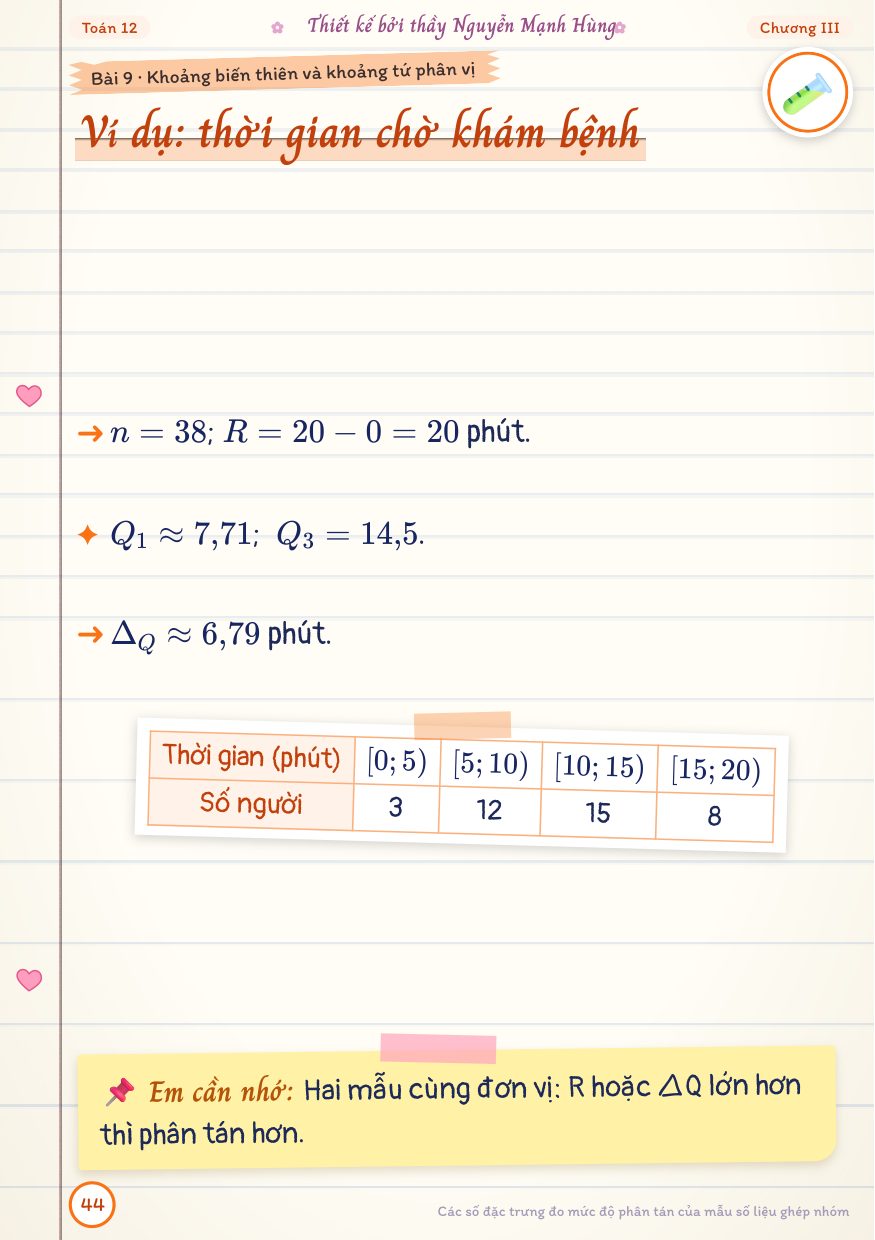 Toán 12
Thiết kế bởi thầy Nguyễn Mạnh Hùng
Chương III
Bài 9 · Khoảng biến thiên và khoảng tứ phân vị
Ví dụ: thời gian chờ khám bệnh
→ n = 38; R = 20 − 0 = 20 phút.
✦ Q₁ ≈ 7,71; Q₃ = 14,5.
→ Δ_Q ≈ 6,79 phút.
Thời gian (phút) [0; 5) [5; 10) [10; 15) [15; 20)
Số người 3 12 15 8
Em cần nhớ: Hai mẫu cùng đơn vị: R hoặc ΔQ lớn hơn
thì phân tán hơn.
44
Các số đặc trưng đo mức độ phân tán của mẫu số liệu ghép nhóm